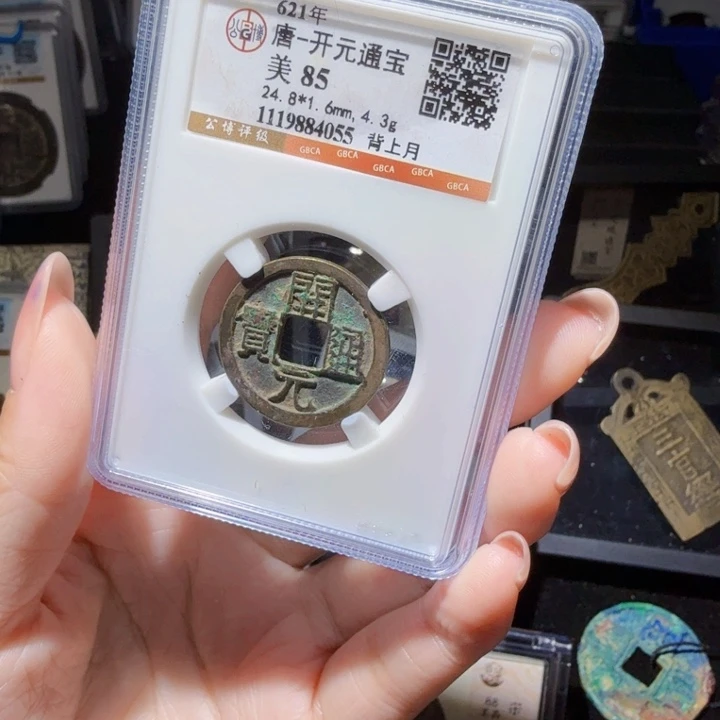 621年
唐-开元通宝
美 85
24.8*1.6mm, 4.3g
1119884055 背上月
公博评级
GBCA GBCA GBCA GBCA GBCA
開元通寳